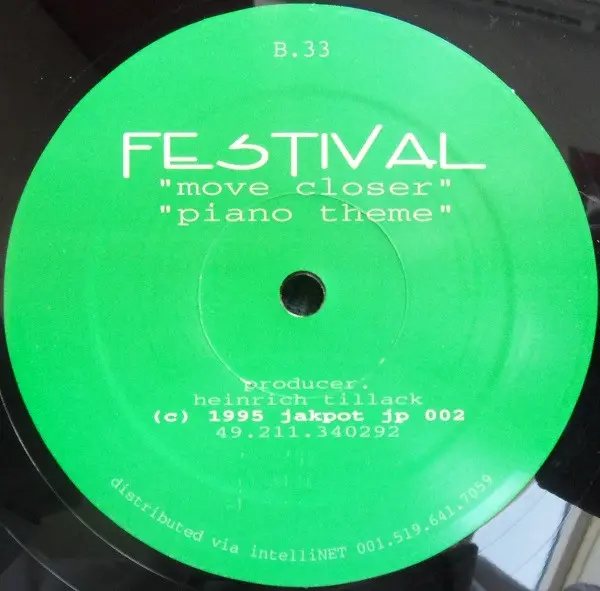 B.33
FESTIVAL
"move closer"
"piano theme"
producer.
heinrich tillack
(c) 1995 jakpot jp 002
49.211.340292
distributed via intelliNET 001.519.641.7059